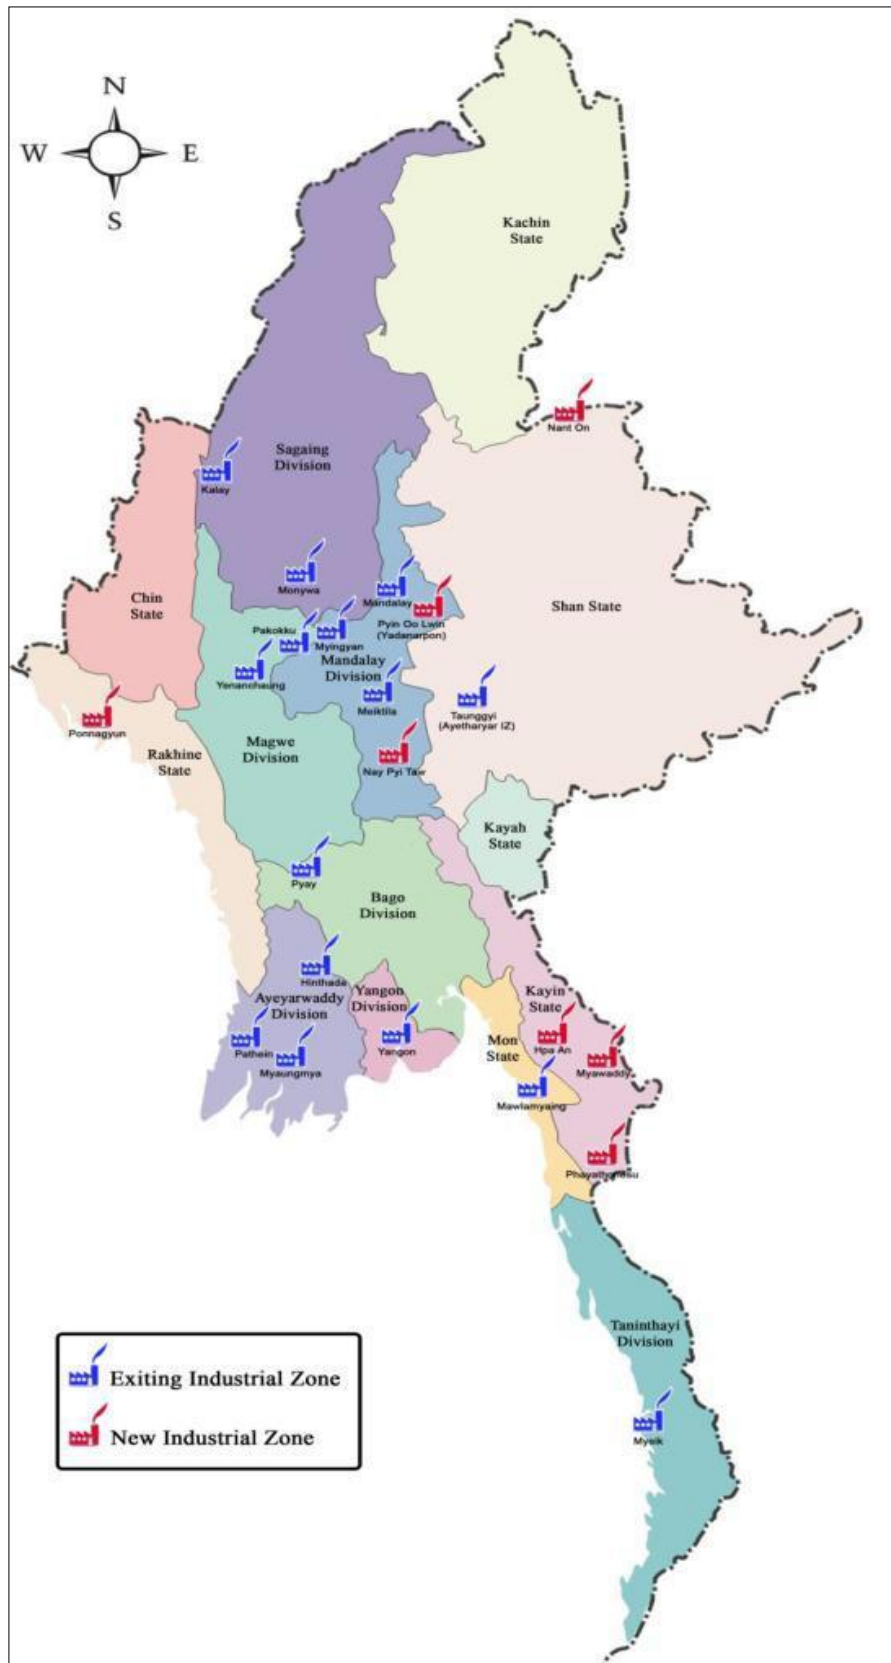 N
W
E
S
Kachin
State
Nant On
Sagaing
Division
Kalay
Chin
State
Monywa
Mandalay
Pyin Oo Lwin
(Yadanarpon)
Shan State
Pakokku
Myingyan
Mandalay
Division
Yenanchaung
Meiktila
Taunggyi
(Ayetharyar IZ)
Ponnagyun
Rakhine
State
Magwe
Division
Nay Pyi Taw
Kayah
State
Pyay
Bago
Division
Hinthada
Ayeyarwaddy
Division
Yangon
Division
Kayin
State
Pathein
Myaungmya
Yangon
Mon
State
Hpa An
Myawaddy
Mawlamyaing
Phayathonesu
Taninthayi
Division
Myeik
Exiting Industrial Zone
New Industrial Zone